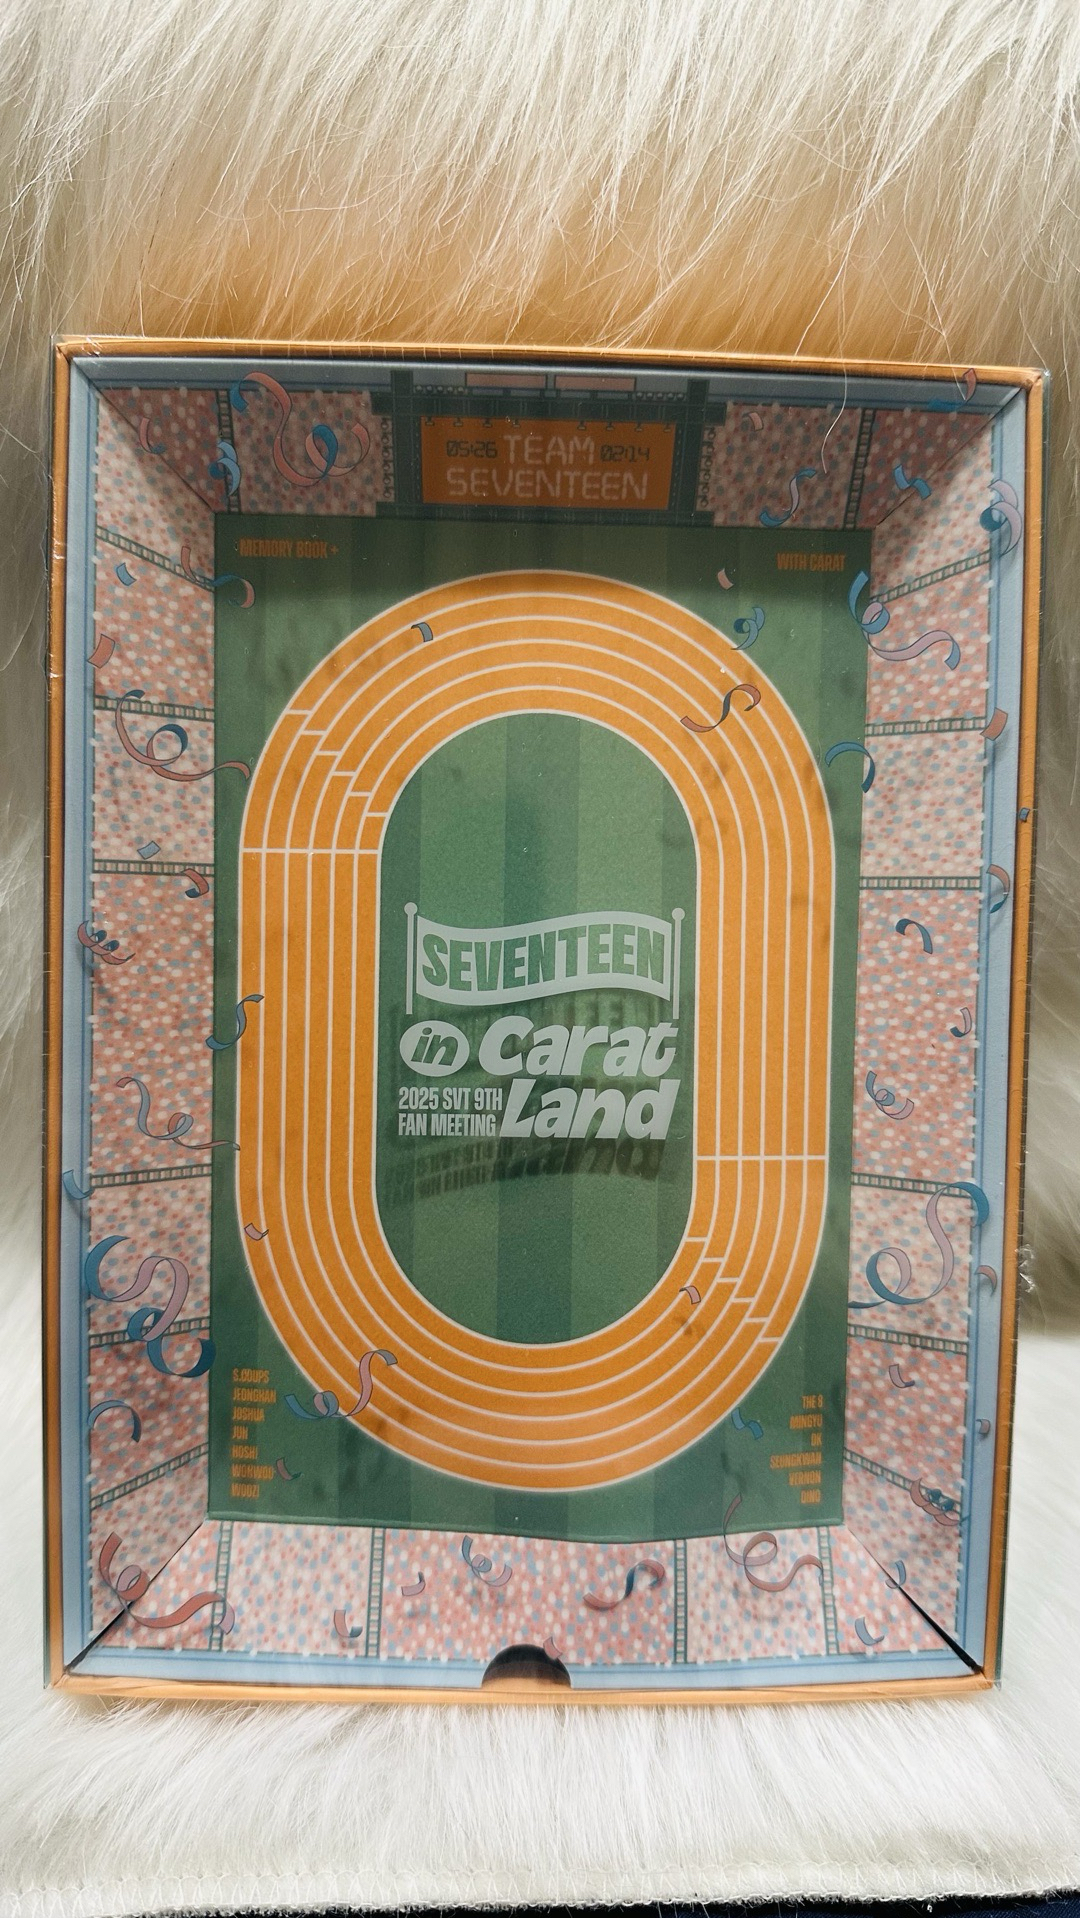 05:26 TEAM 02:14
SEVENTEEN
MEMORY BOOK +
WITH CARAT
SEVENTEEN
in Carat
2025 SVT 9TH
FAN MEETING
Land
S.COUPS
JEONGHAN
JOSHUA
JUN
HOSHI
WONWOO
WOOZI
THE 8
MINGYU
DK
SEUNGKWAN
VERNON
DINO